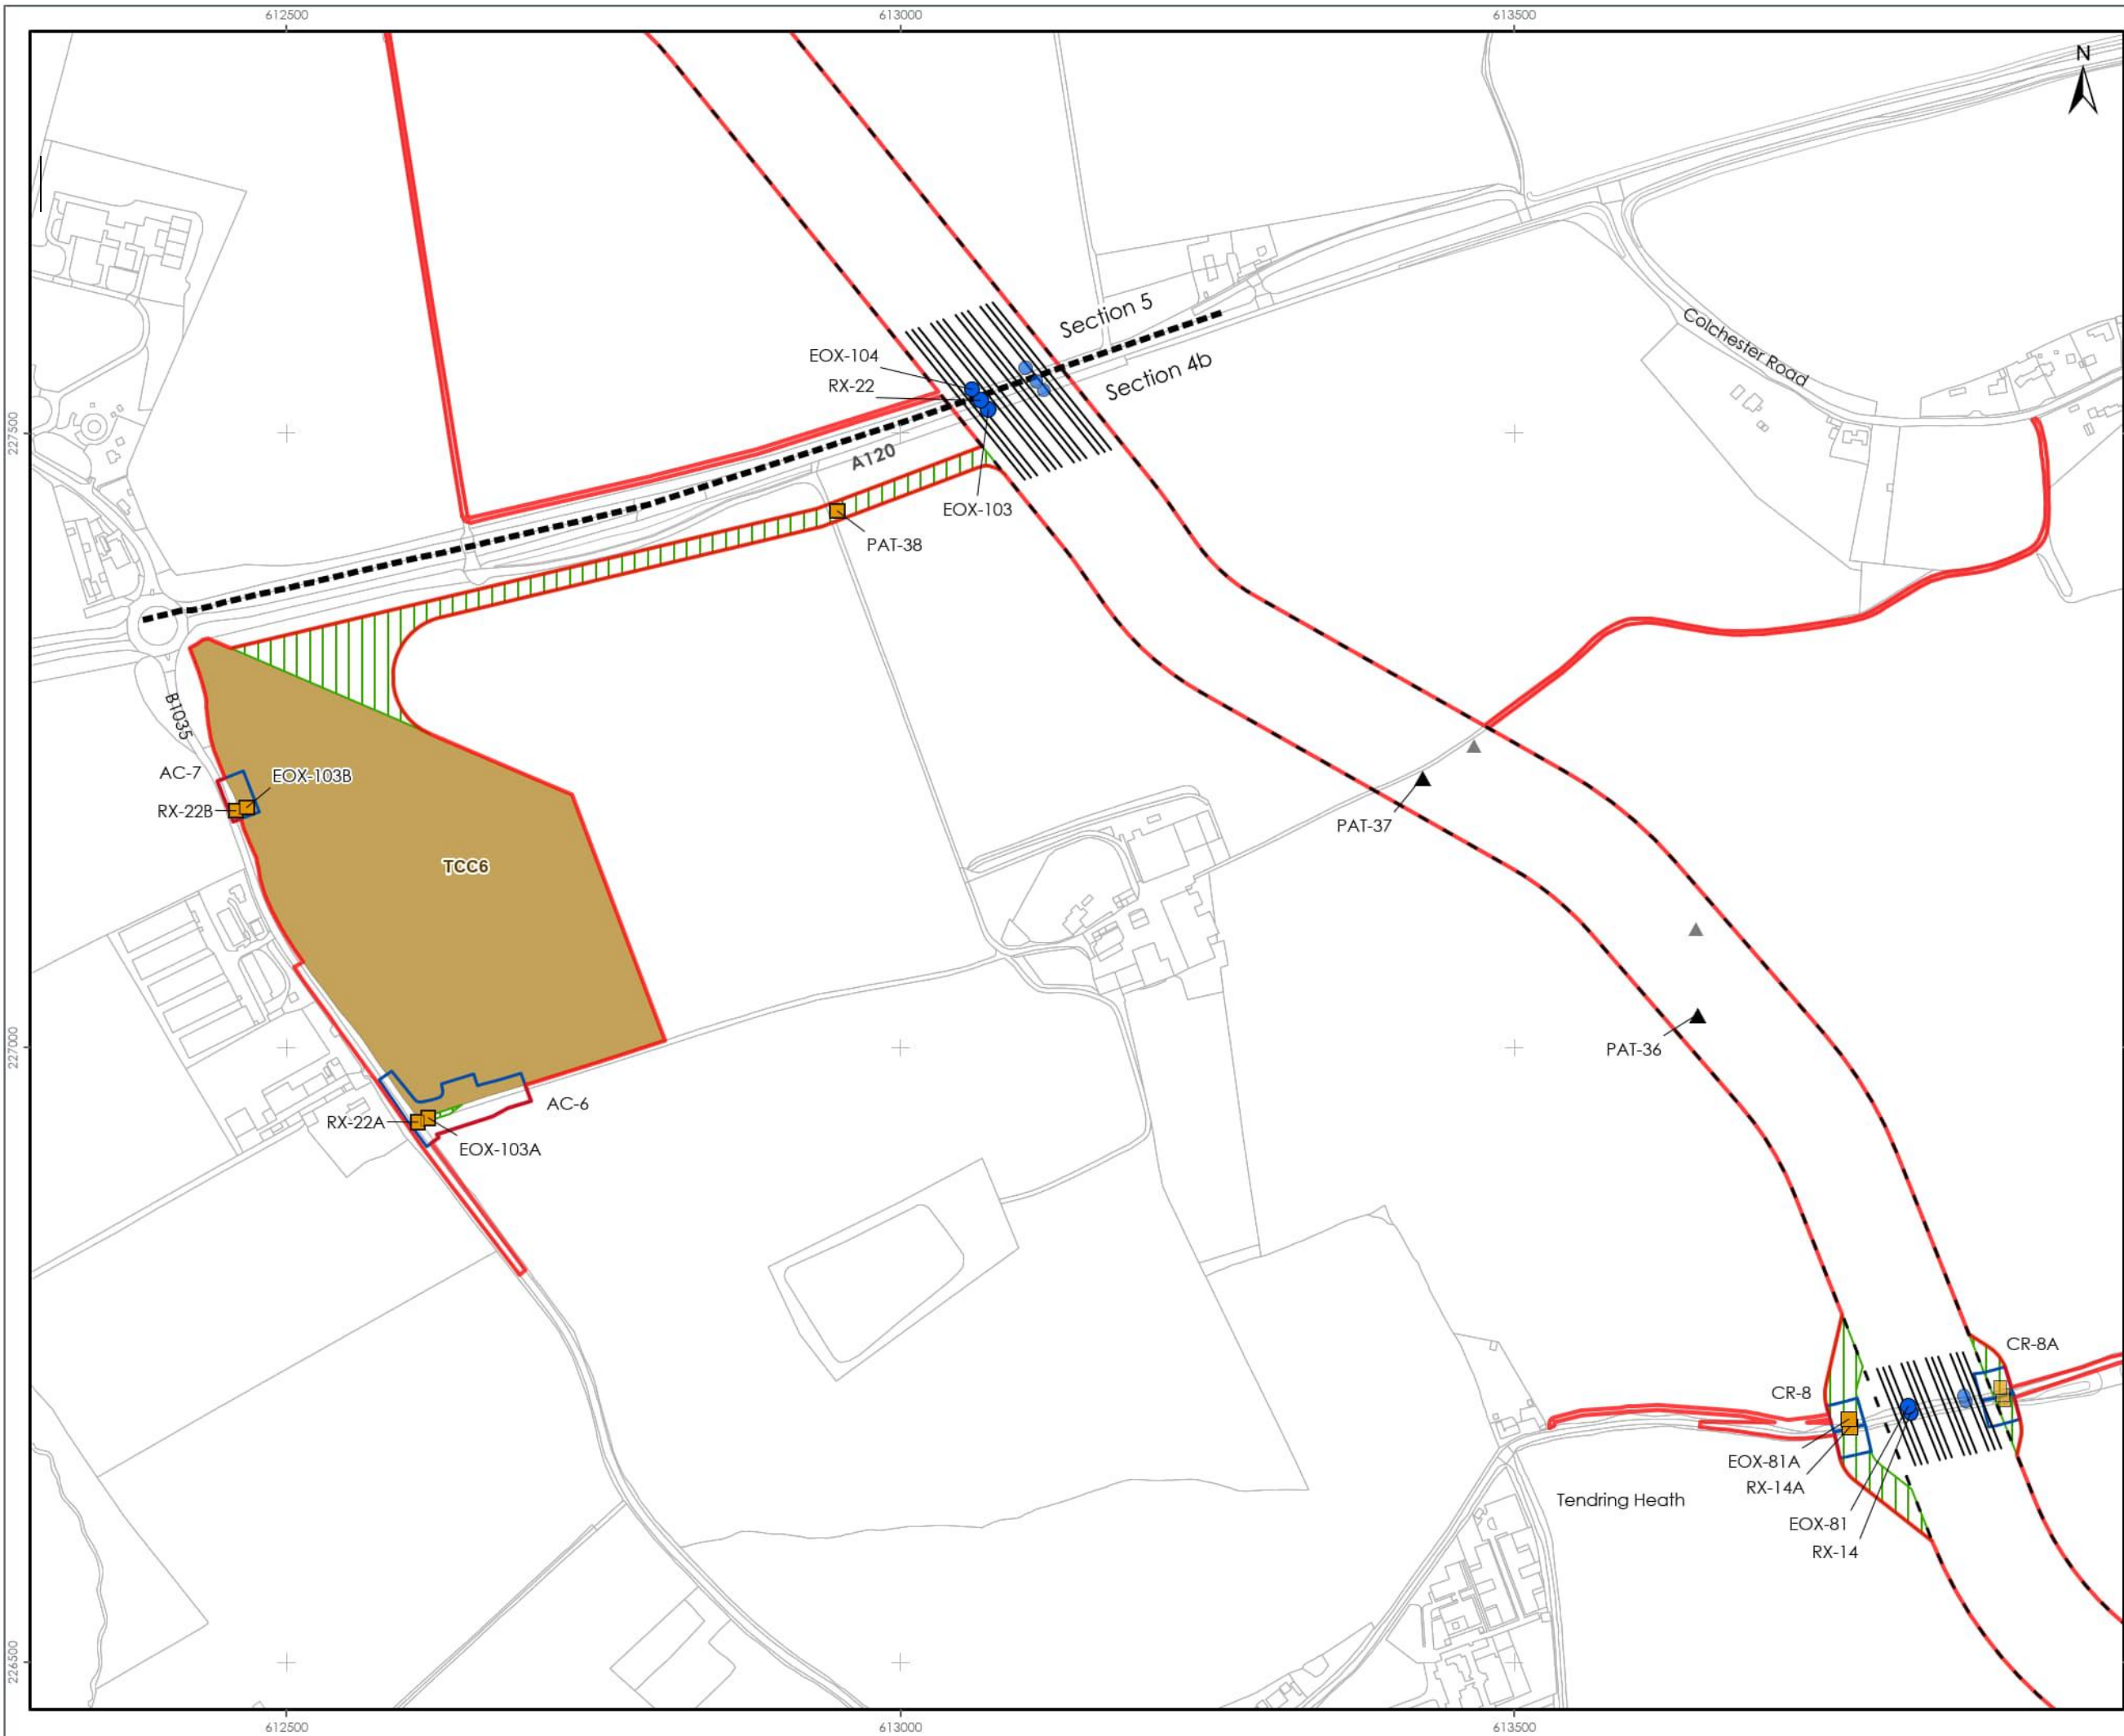 612500
613000
613500
N
Section 5
Colchester Road
EOX-104
RX-22
Section 4b
227500
A120
EOX-103
PAT-38
B1035
AC-7
EOX-103B
RX-22B
PAT-37
TCC6
227000
PAT-36
AC-6
RX-22A
EOX-103A
CR-8A
CR-8
EOX-81A
RX-14A
Tendring Heath
EOX-81
RX-14
226500
612500
613000
613500